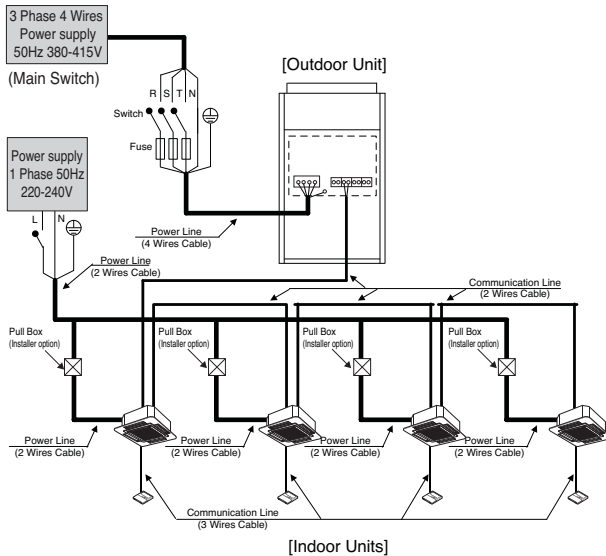 3 Phase 4 Wires
Power supply
50Hz 380-415V
(Main Switch)
[Outdoor Unit]
R S T N
Switch
Fuse
Power supply
1 Phase 50Hz
220-240V
L N
Power Line
(4 Wires Cable)
Power Line
(2 Wires Cable)
Communication Line
(2 Wires Cable)
Pull Box
(Installer option)
Pull Box
(Installer option)
Pull Box
(Installer option)
Pull Box
(Installer option)
Power Line
(2 Wires Cable)
Power Line
(2 Wires Cable)
Power Line
(2 Wires Cable)
Power Line
(2 Wires Cable)
Communication Line
(3 Wires Cable)
[Indoor Units]